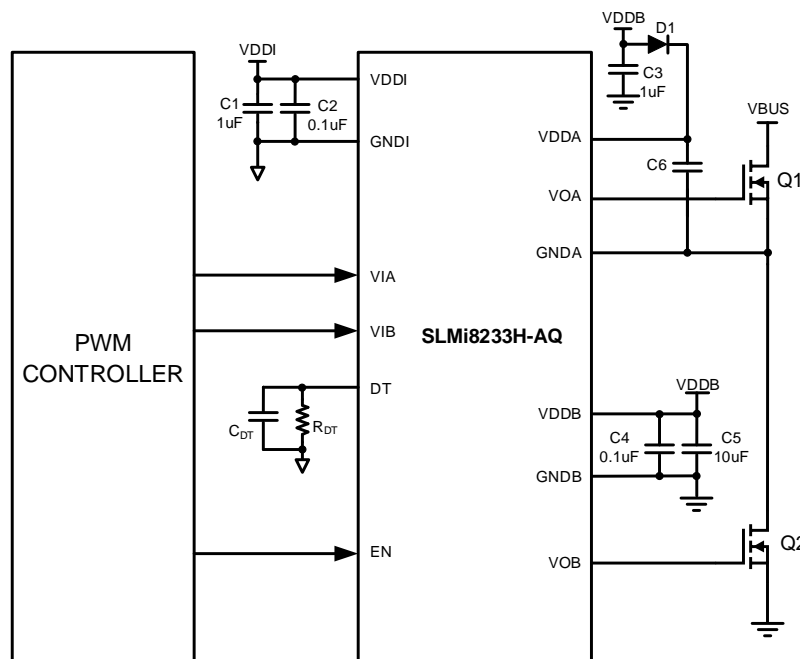 VDDB
D1
VDDI
C3
1uF
VDDI
C1
1uF
C2
0.1uF
VBUS
GNDI
VDDA
C6
Q1
VOA
GNDA
VIA
PWM
CONTROLLER
VIB
SLMi8233H-AQ
DT
VDDB
CDT
RDT
VDDB
C4
0.1uF
C5
10uF
GNDB
Q2
EN
VOB